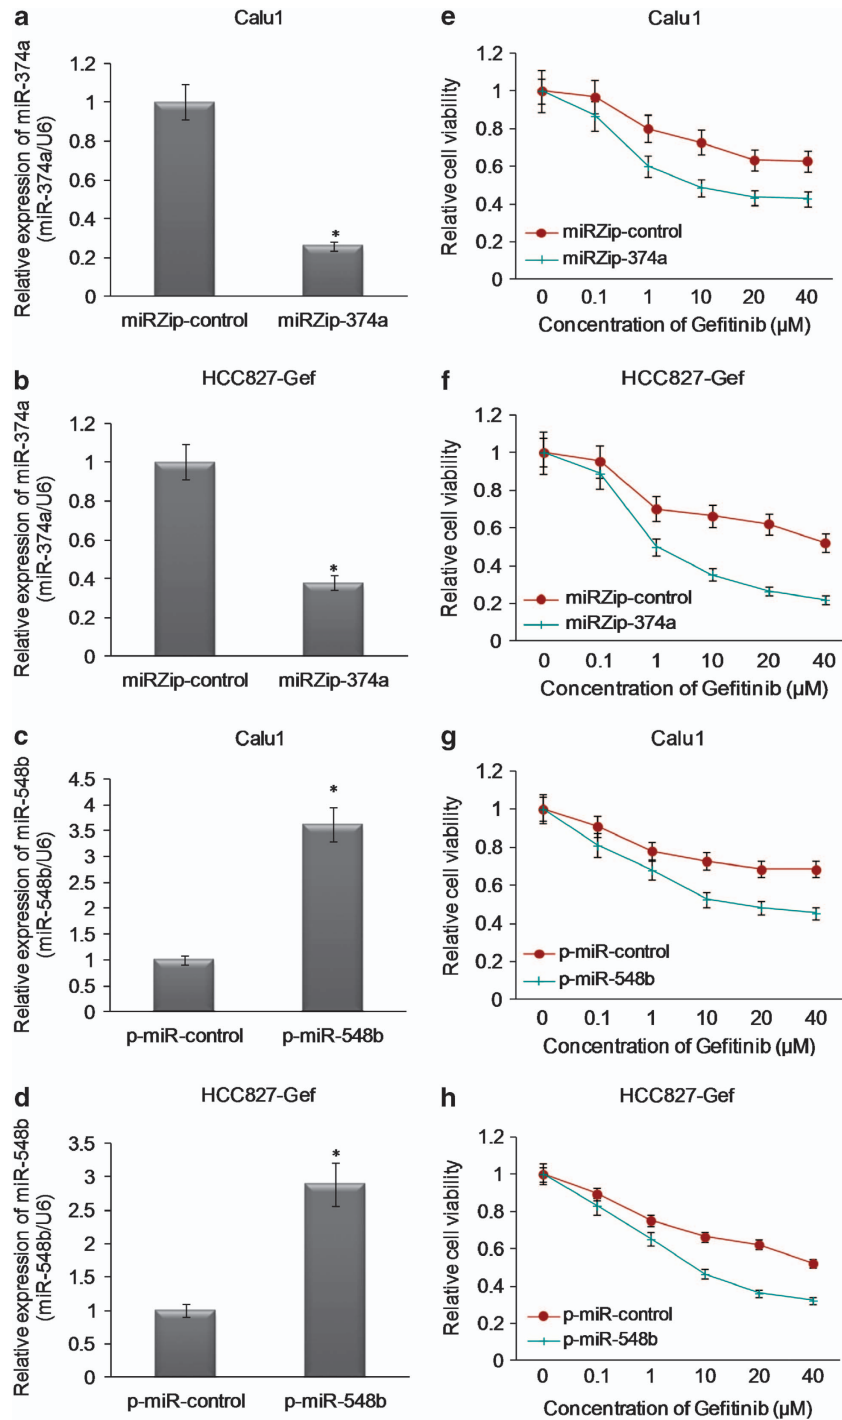 a
Calu1
Relative expression of miR-374a
(miR-374a/U6)
1.2
1
0.8
0.6
0.4
0.2
0
*
miRZip-control miRZip-374a
e
Calu1
Relative cell viability
1.2
1
0.8
0.6
0.4
0.2
0
miRZip-control
miRZip-374a
0 0.1 1 10 20 40
Concentration of Gefitinib (µM)
b
HCC827-Gef
Relative expression of miR-374a
(miR-374a/U6)
1.2
1
0.8
0.6
0.4
0.2
0
*
miRZip-control miRZip-374a
f
HCC827-Gef
Relative cell viability
1.2
1
0.8
0.6
0.4
0.2
0
miRZip-control
miRZip-374a
0 0.1 1 10 20 40
Concentration of Gefitinib (µM)
c
Calu1
Relative expression of miR-548b
(miR-548b/U6)
4.5
4
3.5
3
2.5
2
1.5
1
0.5
0
*
p-miR-control p-miR-548b
g
Calu1
Relative cell viability
1.2
1
0.8
0.6
0.4
0.2
0
p-miR-control
p-miR-548b
0 0.1 1 10 20 40
Concentration of Gefitinib (µM)
d
HCC827-Gef
Relative expression of miR-548b
(miR-548b/U6)
3.5
3
2.5
2
1.5
1
0.5
0
*
p-miR-control p-miR-548b
h
HCC827-Gef
Relative cell viability
1.2
1
0.8
0.6
0.4
0.2
0
p-miR-control
p-miR-548b
0 0.1 1 10 20 40
Concentration of Gefitinib (µM)